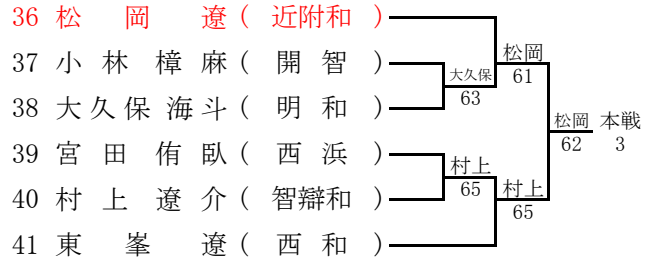 36 松岡 遼 (近附和)
37 小林 樟麻 (開智)
38 大久保 海斗 (明和)
39 宮田 侑臥 (西浜)
40 村上 遼介 (智辯和)
41 東峯 遼 (西和)
大久保
63
村上
65
松岡
61
村上
65
松岡
62
本戦
3